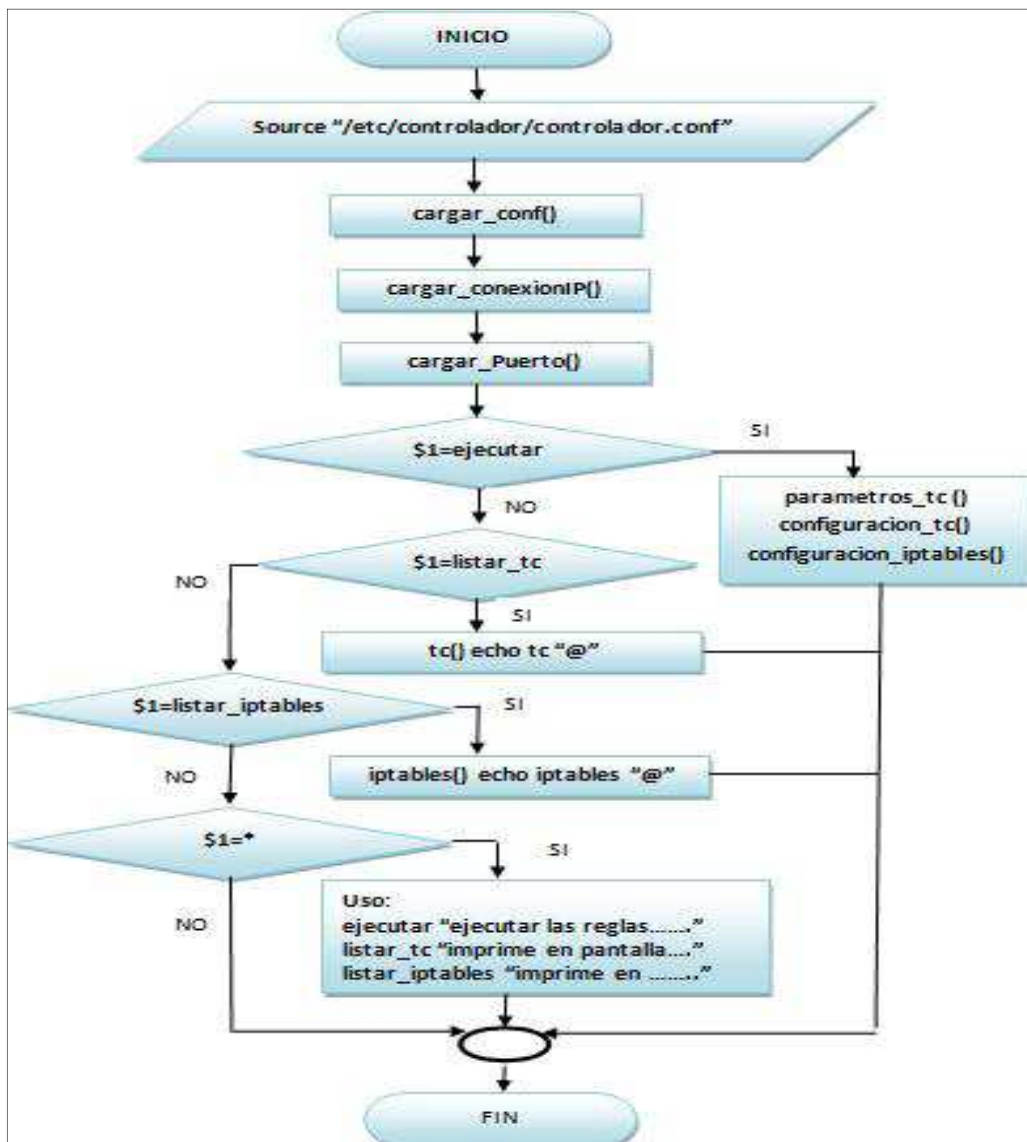 INICIO
Source “/etc/controlador/controlador.conf”
cargar_conf()
cargar_conexionIP()
cargar_Puerto()
$1=ejecutar
SI
parametros_tc ()
configuracion_tc()
configuracion_iptables()
NO
$1=listar_tc
NO
SI
tc() echo tc “@”
$1=listar_iptables
SI
NO
iptables() echo iptables “@”
$1=*
SI
NO
Uso:
ejecutar “ejecutar las reglas.......”
listar_tc “imprime en pantalla....”
listar_iptables “imprime en ........”
FIN